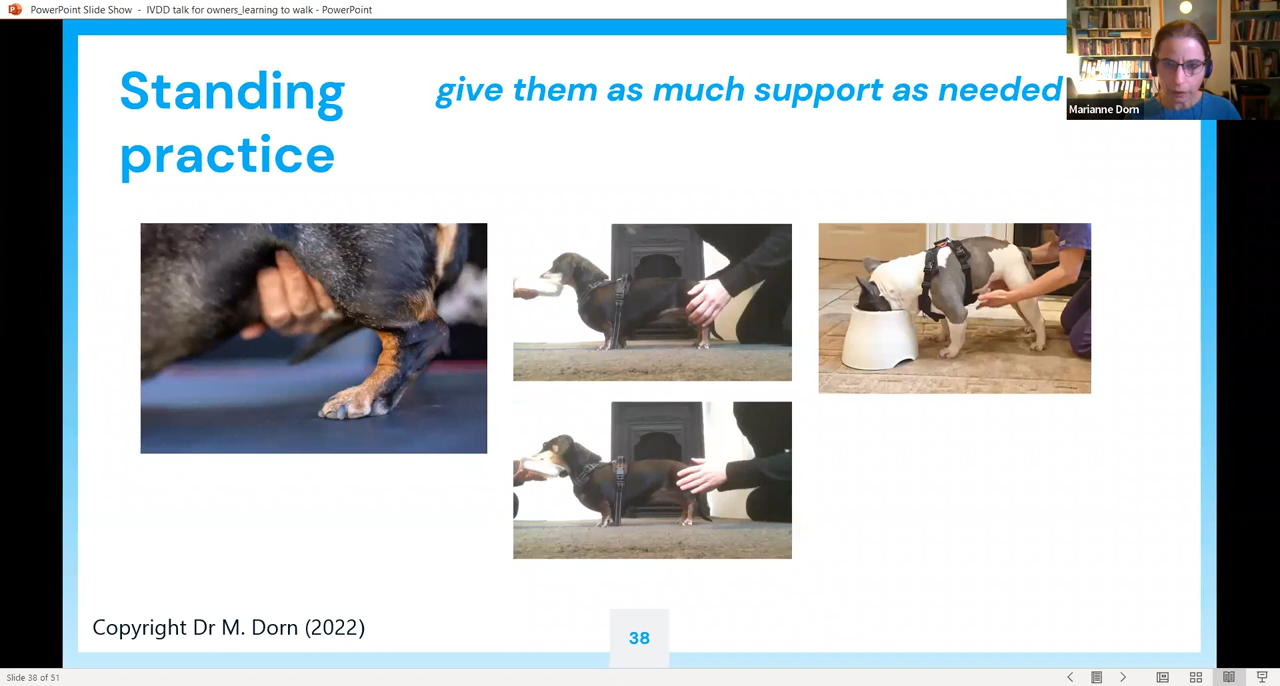 PowerPoint Slide Show - IVDD talk for owners_learning to walk - PowerPoint
Standing
practice
give them as much support as needed
Marianne Dorn
Copyright Dr M. Dorn (2022)
38
Slide 38 of 51